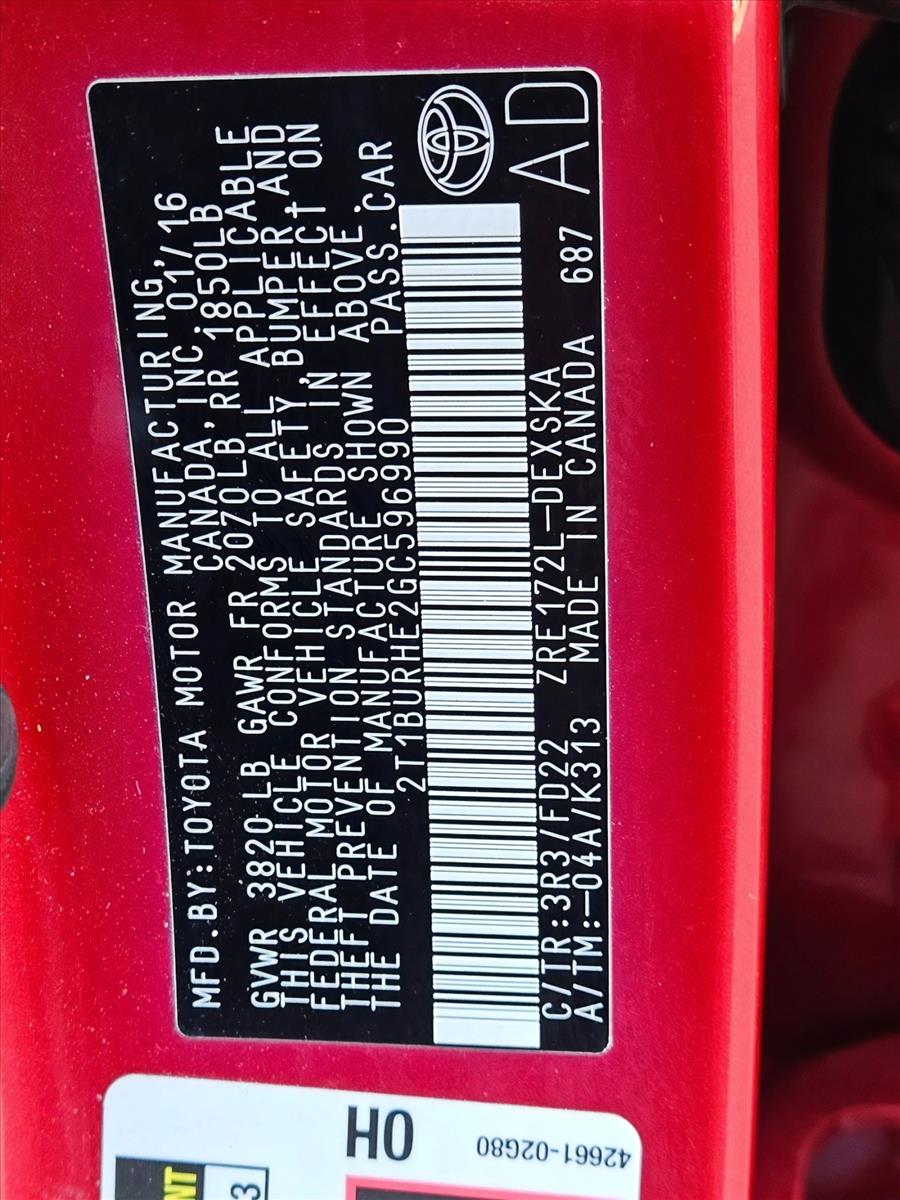 MFD.BY:TOYOTA MOTOR MANUFACTURING,
CANADA, INC. 01/16
GVWR 3820 LB GAWR FR 2070LB,RR 1850LB
THIS VEHICLE CONFORMS TO ALL APPLICABLE
FEDERAL MOTOR VEHICLE SAFETY, BUMPER, AND
THEFT PREVENTION STANDARDS IN EFFECT ON
THE DATE OF MANUFACTURE SHOWN ABOVE.
2T1BURHE2GC596990 PASS.CAR
C/TR:3R3/FD22 ZRE172L-DEXSKA 687
A/TM:-04A/K313 MADE IN CANADA
AD
42661-02G80
OH
NT
3